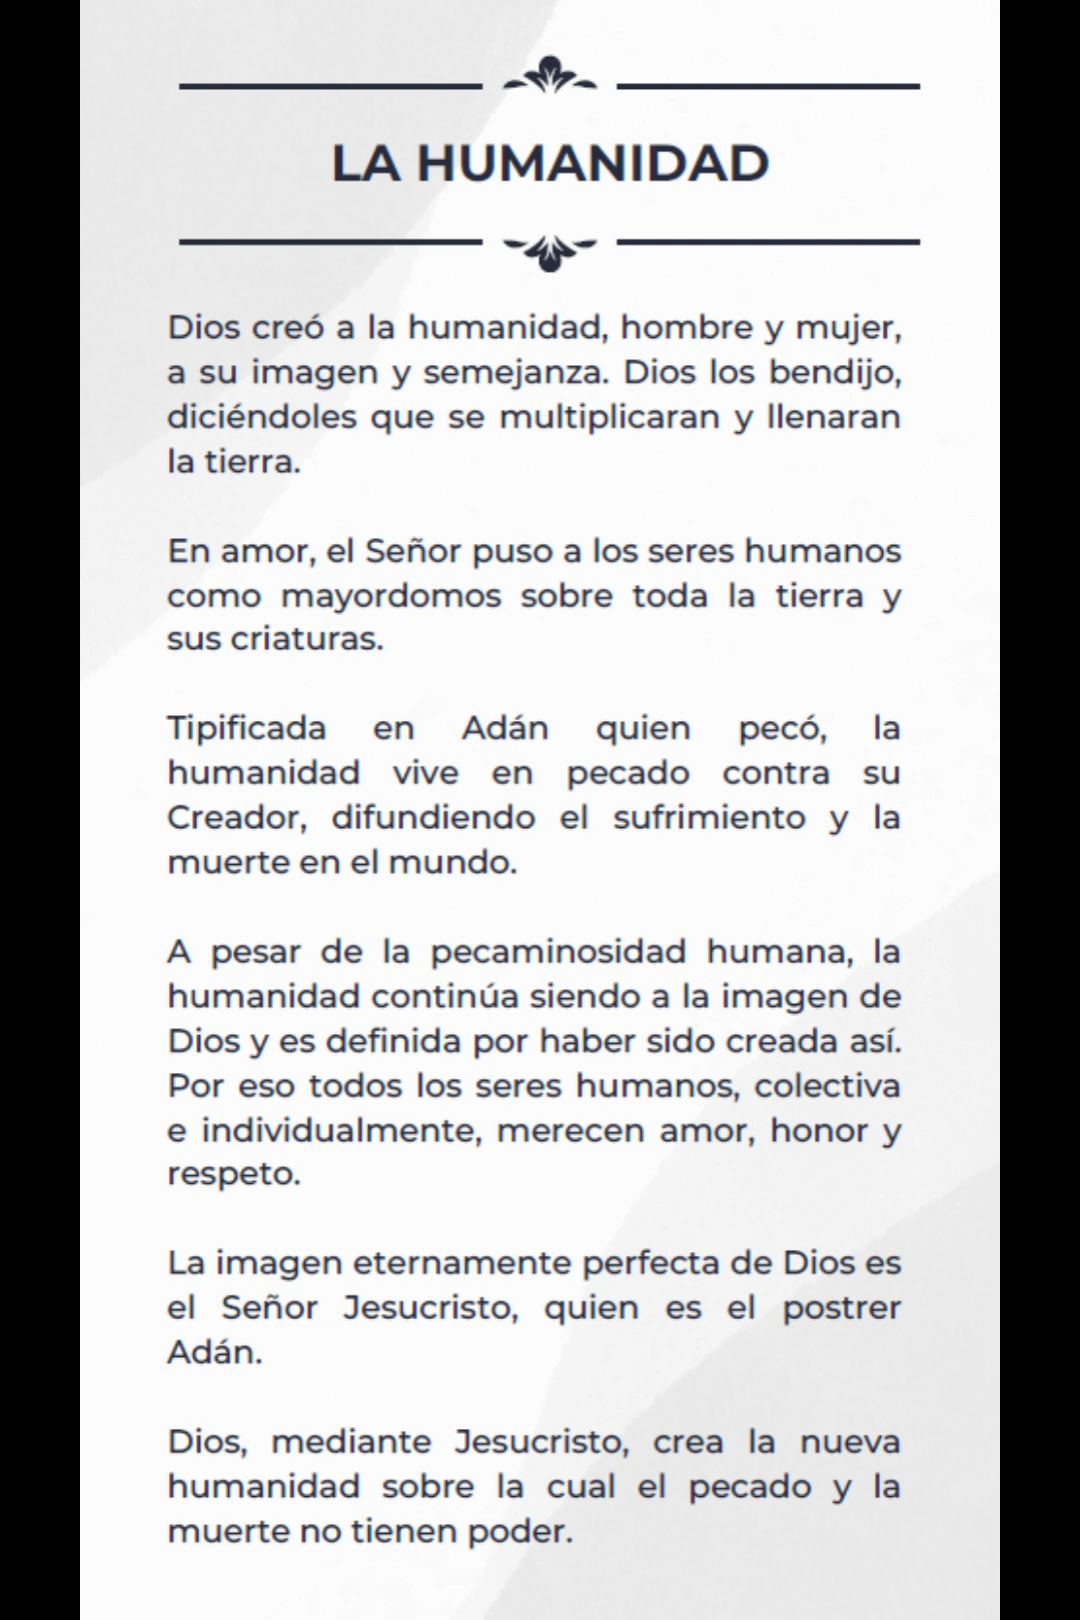 LA HUMANIDAD
Dios creó a la humanidad, hombre y mujer,
a su imagen y semejanza. Dios los bendijo,
diciéndoles que se multiplicaran y llenaran
la tierra.
En amor, el Señor puso a los seres humanos
como mayordomos sobre toda la tierra y
sus criaturas.
Tipificada en Adán quien pecó, la
humanidad vive en pecado contra su
Creador, difundiendo el sufrimiento y la
muerte en el mundo.
A pesar de la pecaminosidad humana, la
humanidad continúa siendo a la imagen de
Dios y es definida por haber sido creada así.
Por eso todos los seres humanos, colectiva
e individualmente, merecen amor, honor y
respeto.
La imagen eternamente perfecta de Dios es
el Señor Jesucristo, quien es el postrer
Adán.
Dios, mediante Jesucristo, crea la nueva
humanidad sobre la cual el pecado y la
muerte no tienen poder.